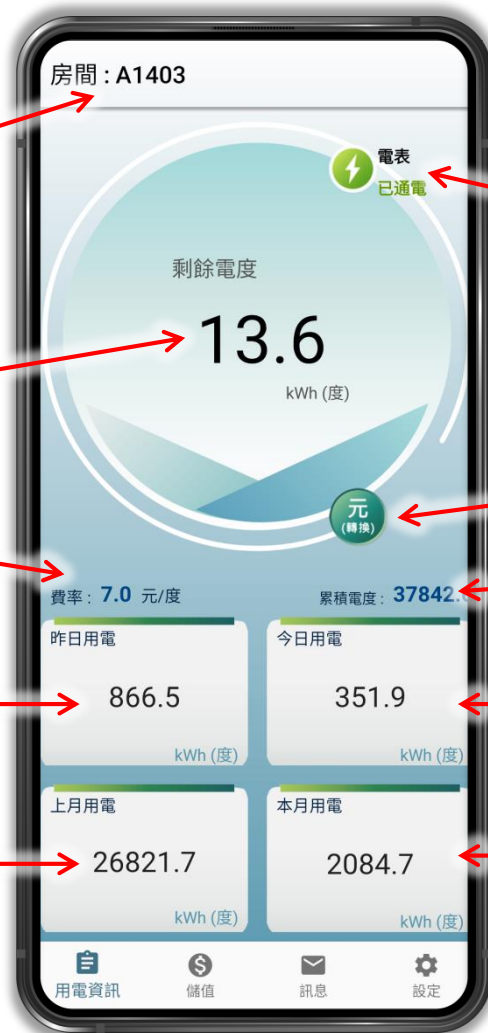 房間 : A1403
電表
已通電
剩餘電度
13.6
kWh (度)
元
(轉換)
費率 : 7.0 元/度
累積電度 : 37842.
昨日用電
866.5
kWh (度)
今日用電
351.9
kWh (度)
上月用電
26821.7
kWh (度)
本月用電
2084.7
kWh (度)
用電資訊
儲值
訊息
設定